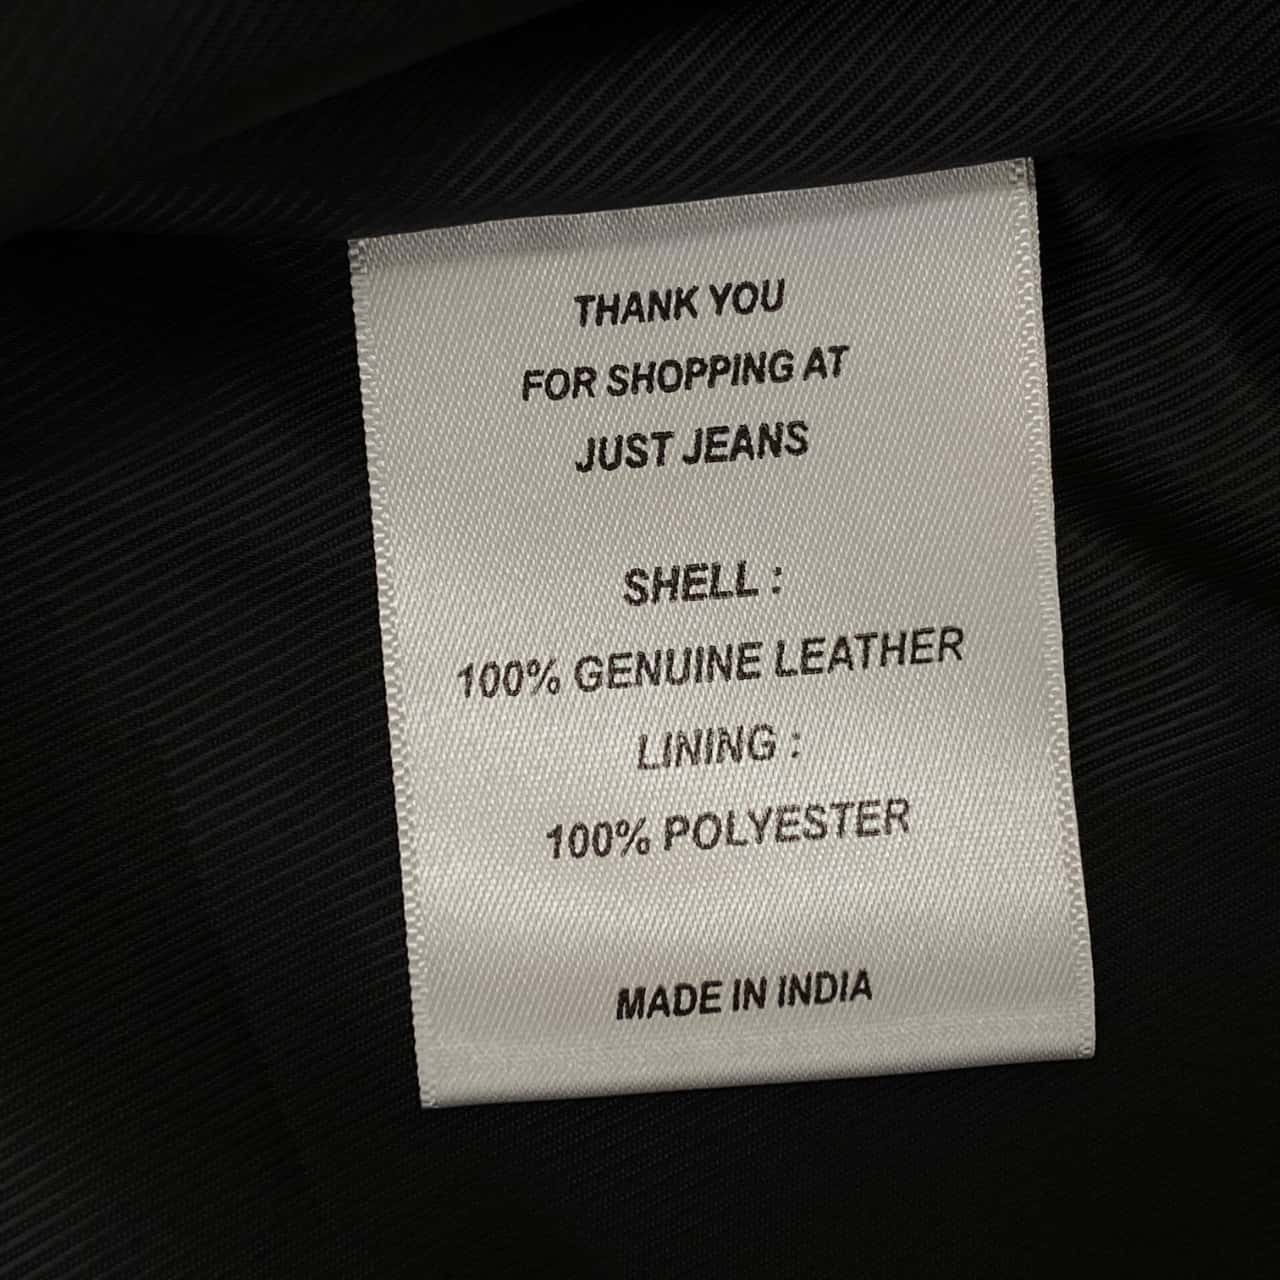 THANK YOU
FOR SHOPPING AT
JUST JEANS
SHELL :
100% GENUINE LEATHER
LINING :
100% POLYESTER
MADE IN INDIA